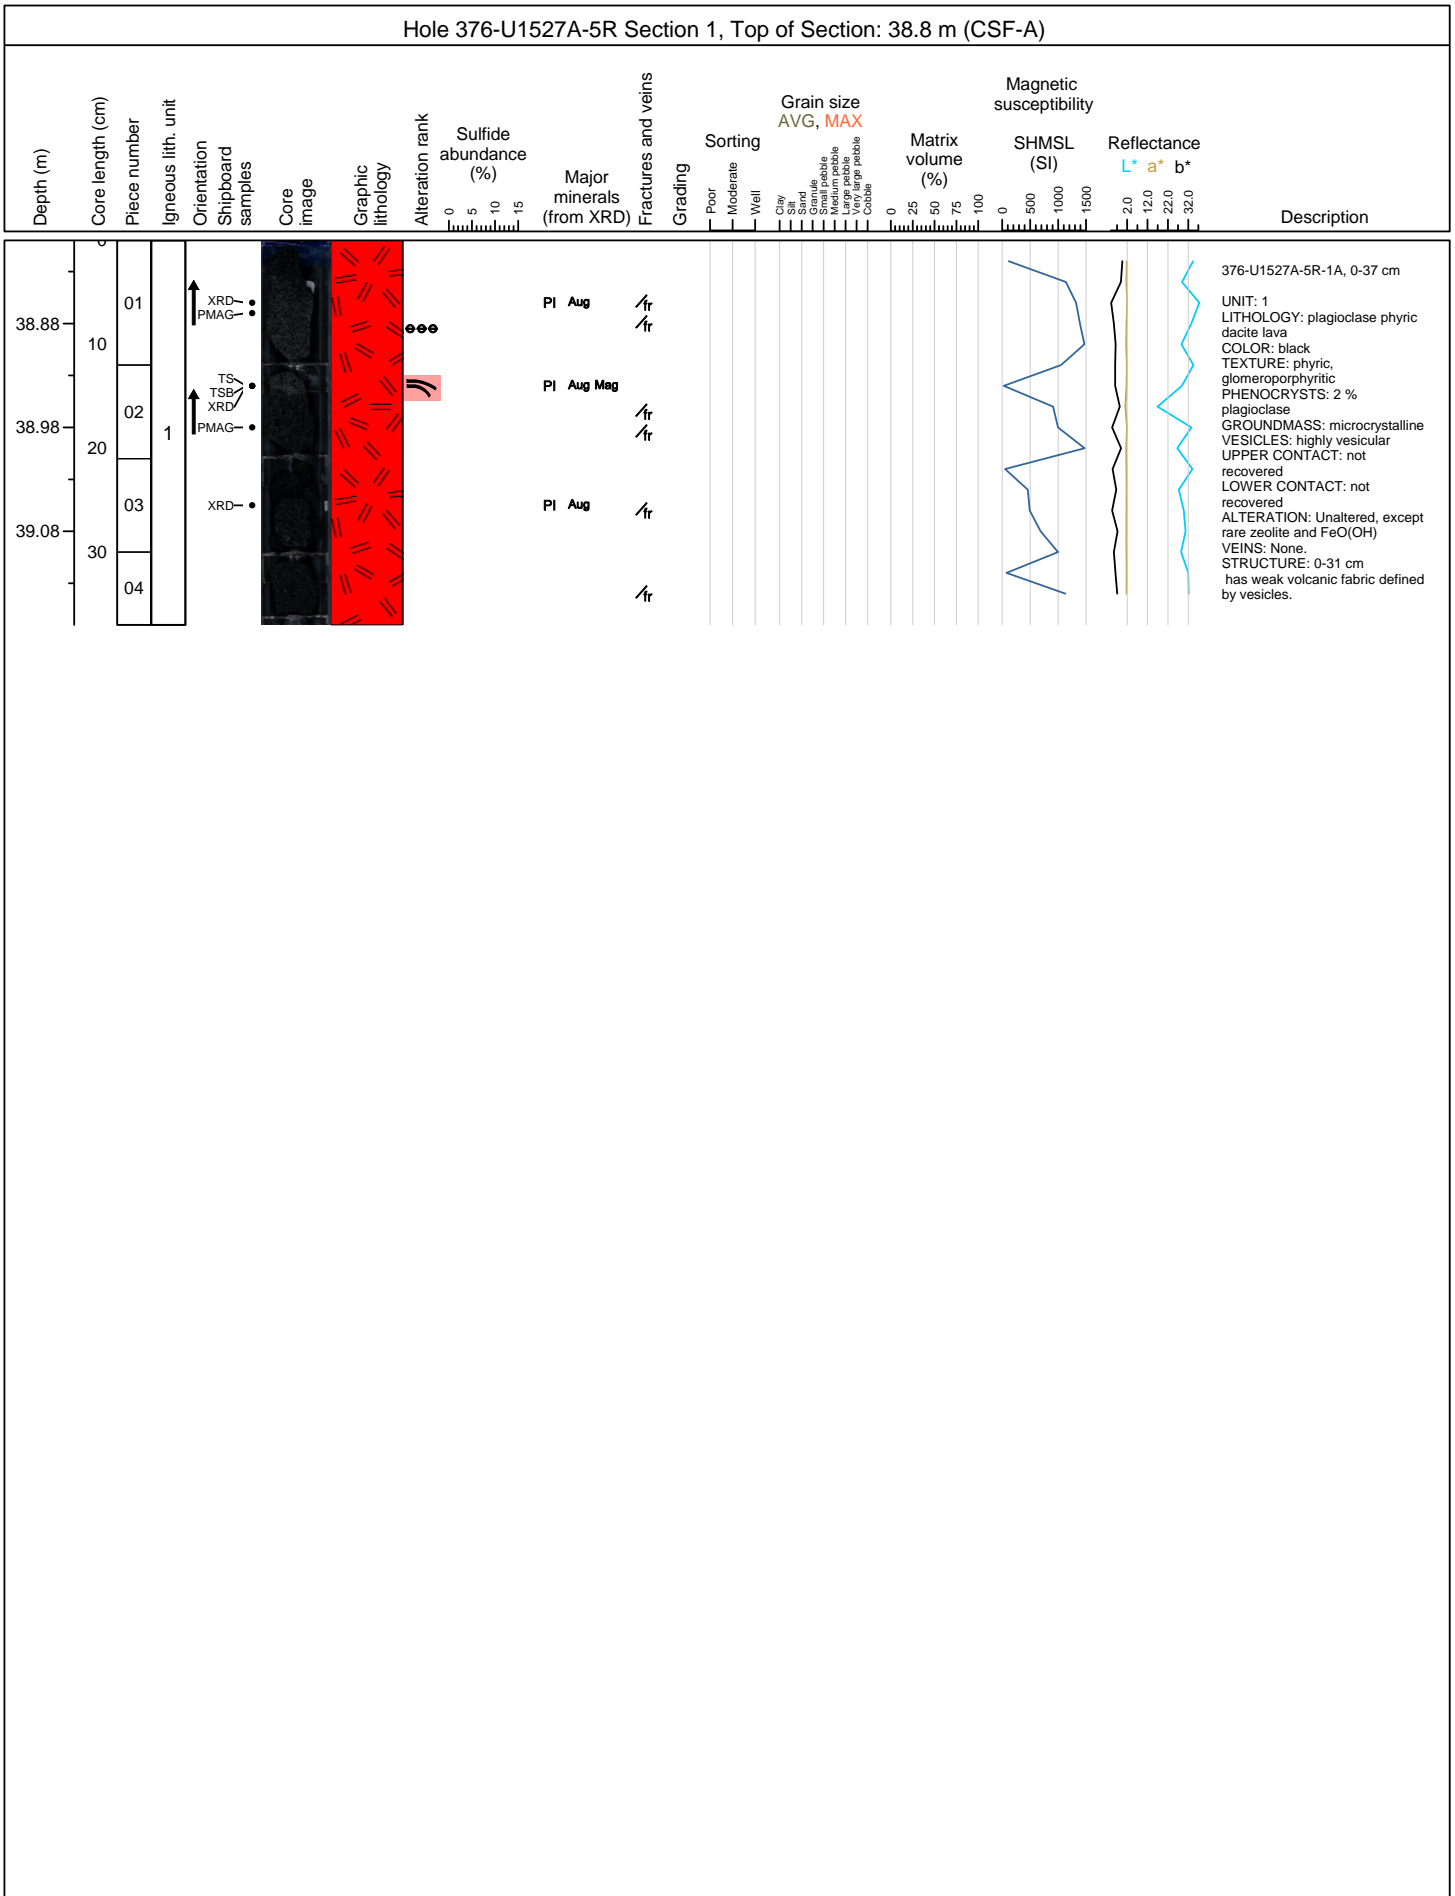 Hole 376-U1527A-5R Section 1, Top of Section: 38.8 m (CSF-A)
Depth (m)
Core length (cm)
Piece number
Igneous lith. unit
Orientation
Shipboard
samples
Core
image
Graphic
lithology
Alteration rank
Sulfide
abundance
(%)
0 5 10 15
Major
minerals
(from XRD)
Fractures and veins
Grading
Sorting
Poor
Moderate
Well
Grain size
AVG, MAX
Clay
Silt
Sand
Granule
Small pebble
Medium pebble
Large pebble
Very large pebble
Cobble
Matrix
volume
(%)
0 25 50 75 100
Magnetic
susceptibility
SHMSL
(SI)
0 500 1000 1500
Reflectance
L* a* b*
2.0 12.0 22.0 32.0
Description
0
10
20
30
38.88
38.98
39.08
01
02
03
04
1
XRD
PMAG
TS
TSB
XRD
PMAG
XRD
Pl Aug
Pl Aug Mag
Pl Aug
fr
fr
fr
fr
fr
fr
376-U1527A-5R-1A, 0-37 cm
UNIT: 1
LITHOLOGY: plagioclase phyric
dacite lava
COLOR: black
TEXTURE: phyric,
glomeroporphyritic
PHENOCRYSTS: 2 %
plagioclase
GROUNDMASS: microcrystalline
VESICLES: highly vesicular
UPPER CONTACT: not
recovered
LOWER CONTACT: not
recovered
ALTERATION: Unaltered, except
rare zeolite and FeO(OH)
VEINS: None.
STRUCTURE: 0-31 cm
has weak volcanic fabric defined
by vesicles.